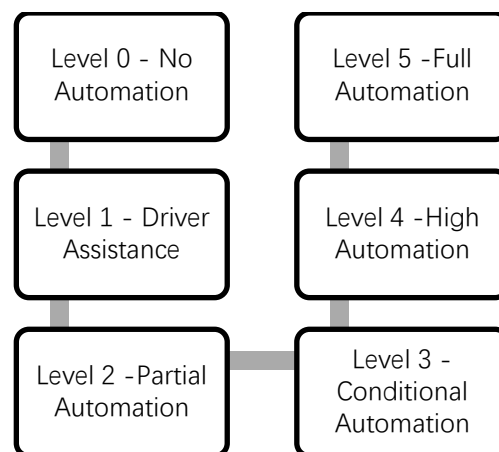 Level 0 - No
Automation
Level 1 - Driver
Assistance
Level 2 -Partial
Automation
Level 3 -
Conditional
Automation
Level 4 -High
Automation
Level 5 -Full
Automation